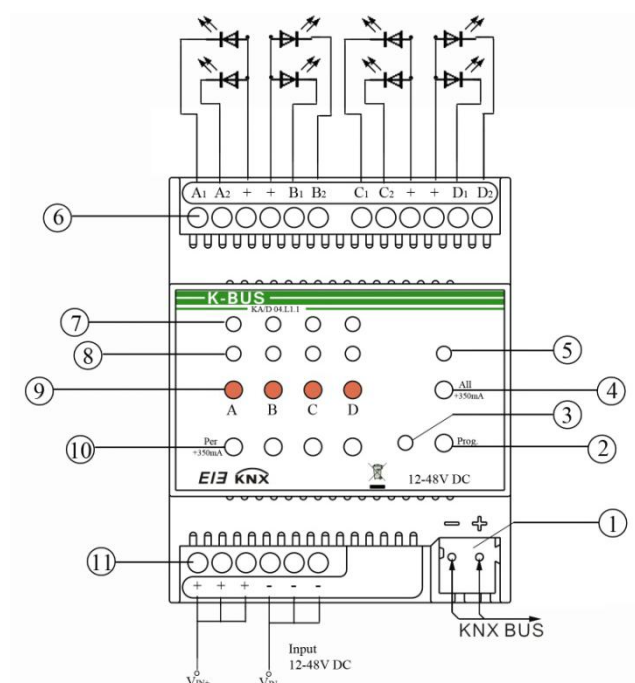 A1 A2 + + B1 B2 C1 C2 + + D1 D2
6
K-BUS
KA/D 04.L1.1
7
8
5
9
All
+350mA
4
A B C D
3
10
Per
+350mA
Prog.
2
EIB KNX
12-48V DC
- +
1
11
+ + + - - -
KNX BUS
Input
12-48V DC
VIN+